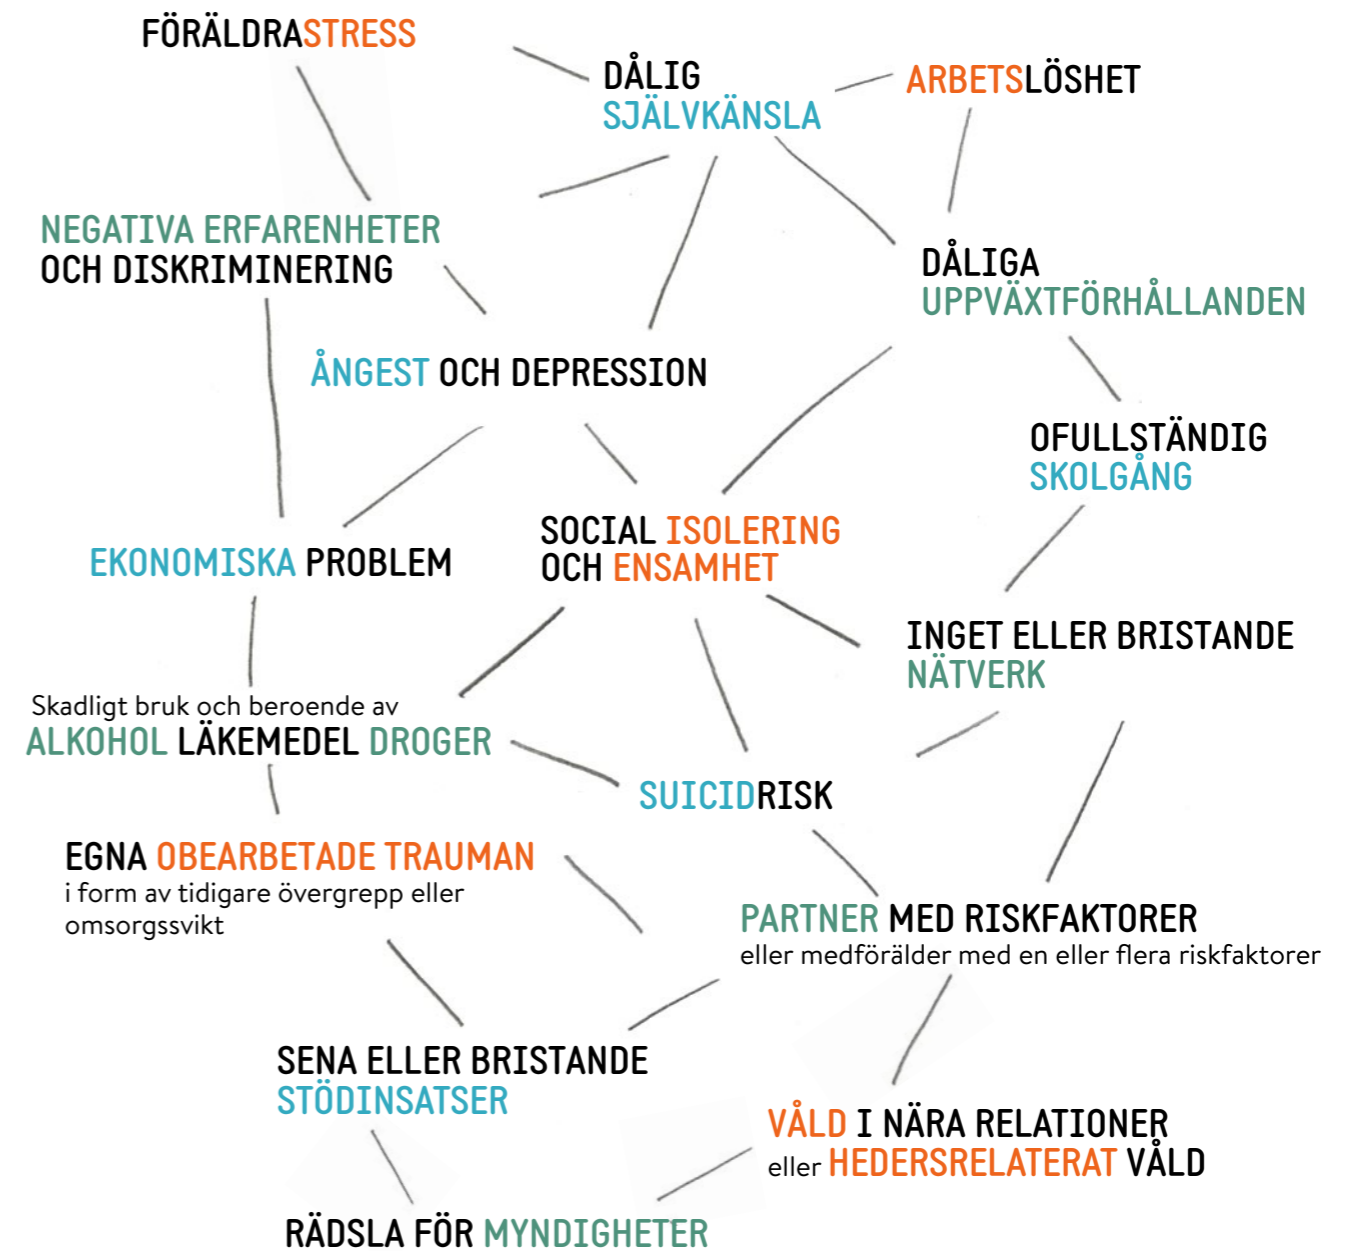 FÖRÄLDRASTRESS
DÅLIG
SJÄLVKÄNSLA
ARBETSLÖSHET
NEGATIVA ERFARENHETER
OCH DISKRIMINERING
DÅLIGA
UPPVÄXTFÖRHÅLLANDEN
ÅNGEST OCH DEPRESSION
OFULLSTÄNDIG
SKOLGÅNG
SOCIAL ISOLERING
OCH ENSAMHET
EKONOMISKA PROBLEM
INGET ELLER BRISTANDE
NÄTVERK
Skadligt bruk och beroende av
ALKOHOL LÄKEMEDEL DROGER
SUICIDRISK
EGNA OBEARBETADE TRAUMAN
i form av tidigare övergrepp eller
omsorgssvikt
PARTNER MED RISKFAKTORER
eller medförälder med en eller flera riskfaktorer
SENA ELLER BRISTANDE
STÖDINSATSER
VÅLD I NÄRA RELATIONER
eller HEDERSRELATERAT VÅLD
RÄDSLA FÖR MYNDIGHETER